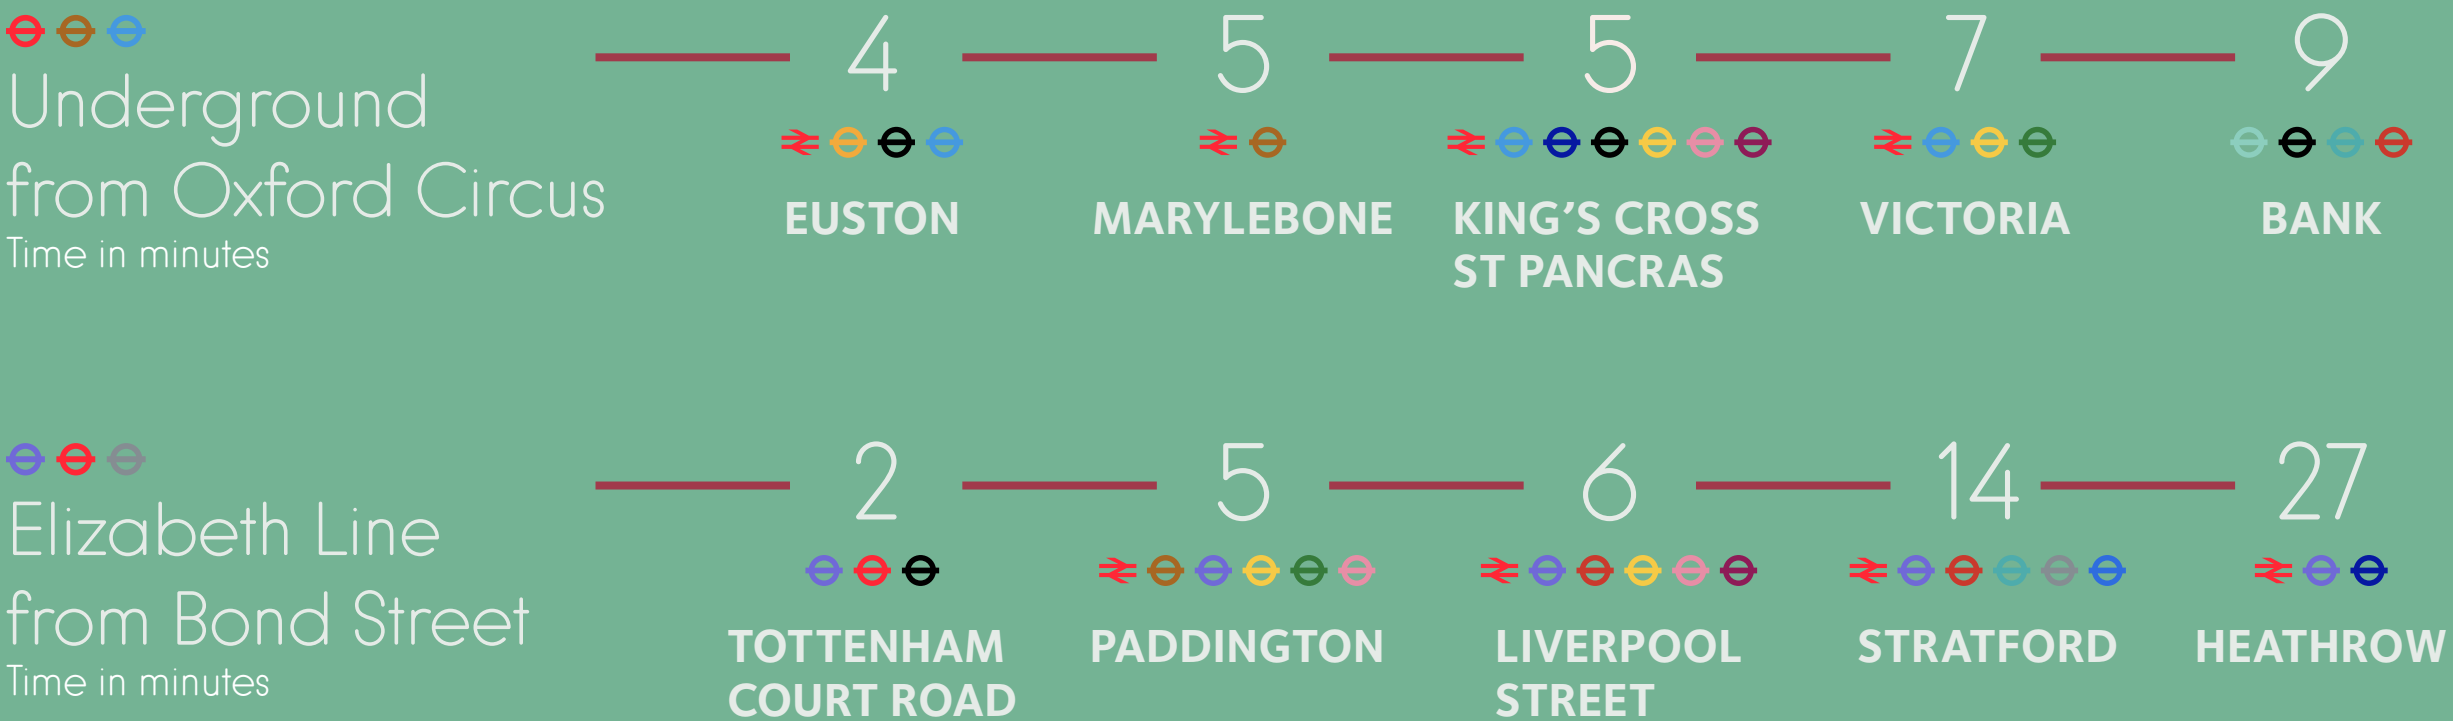 Underground
from Oxford Circus
Time in minutes
4
5
5
7
9
EUSTON
MARYLEBONE
KING’S CROSS
ST PANCRAS
VICTORIA
BANK
Elizabeth Line
from Bond Street
Time in minutes
2
5
6
14
27
TOTTENHAM
COURT ROAD
PADDINGTON
LIVERPOOL
STREET
STRATFORD
HEATHROW